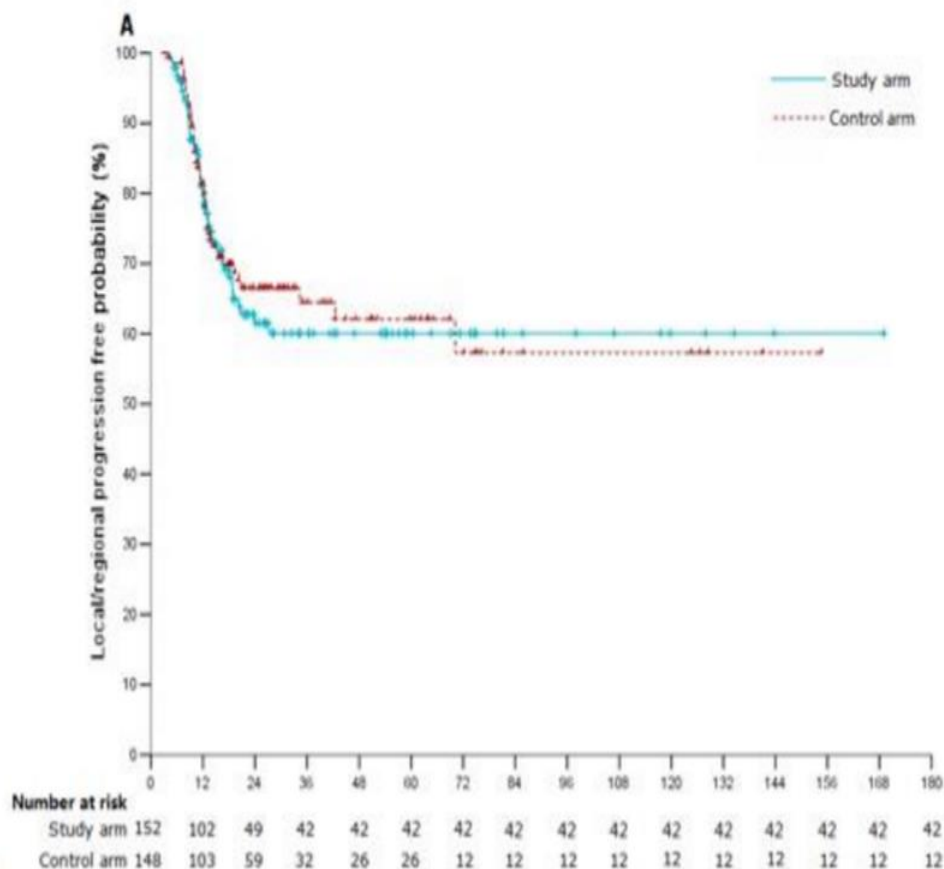 A
100
90
80
70
60
50
40
30
20
10
0
Local/regional progression free probability (%)
Study arm
Control arm
0 12 24 36 48 60 72 84 96 108 120 132 144 156 168 180
Number at risk
Study arm 152 102 49 42 42 42 42 42 42 42 42 42 42 42 42 42
Control arm 148 103 59 32 26 26 12 12 12 12 12 12 12 12 12 12